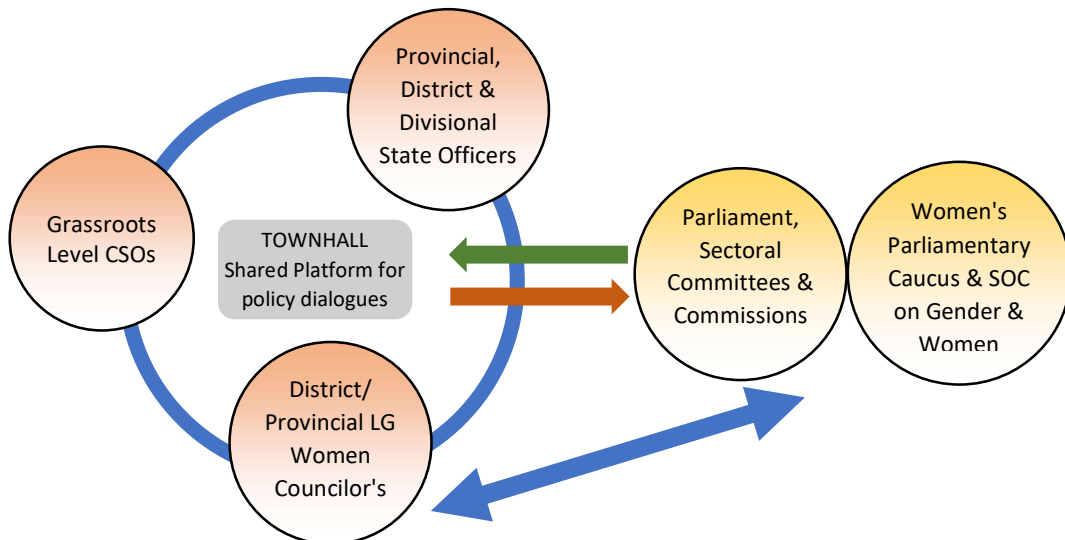 Provincial,
District &
Divisional
State Officers
Grassroots
Level CSOs
TOWNHALL
Shared Platform for
policy dialogues
District/
Provincial LG
Women
Councilor's
Parliament,
Sectoral
Committees &
Commissions
Women's
Parliamentary
Caucus & SOC
on Gender &
Women